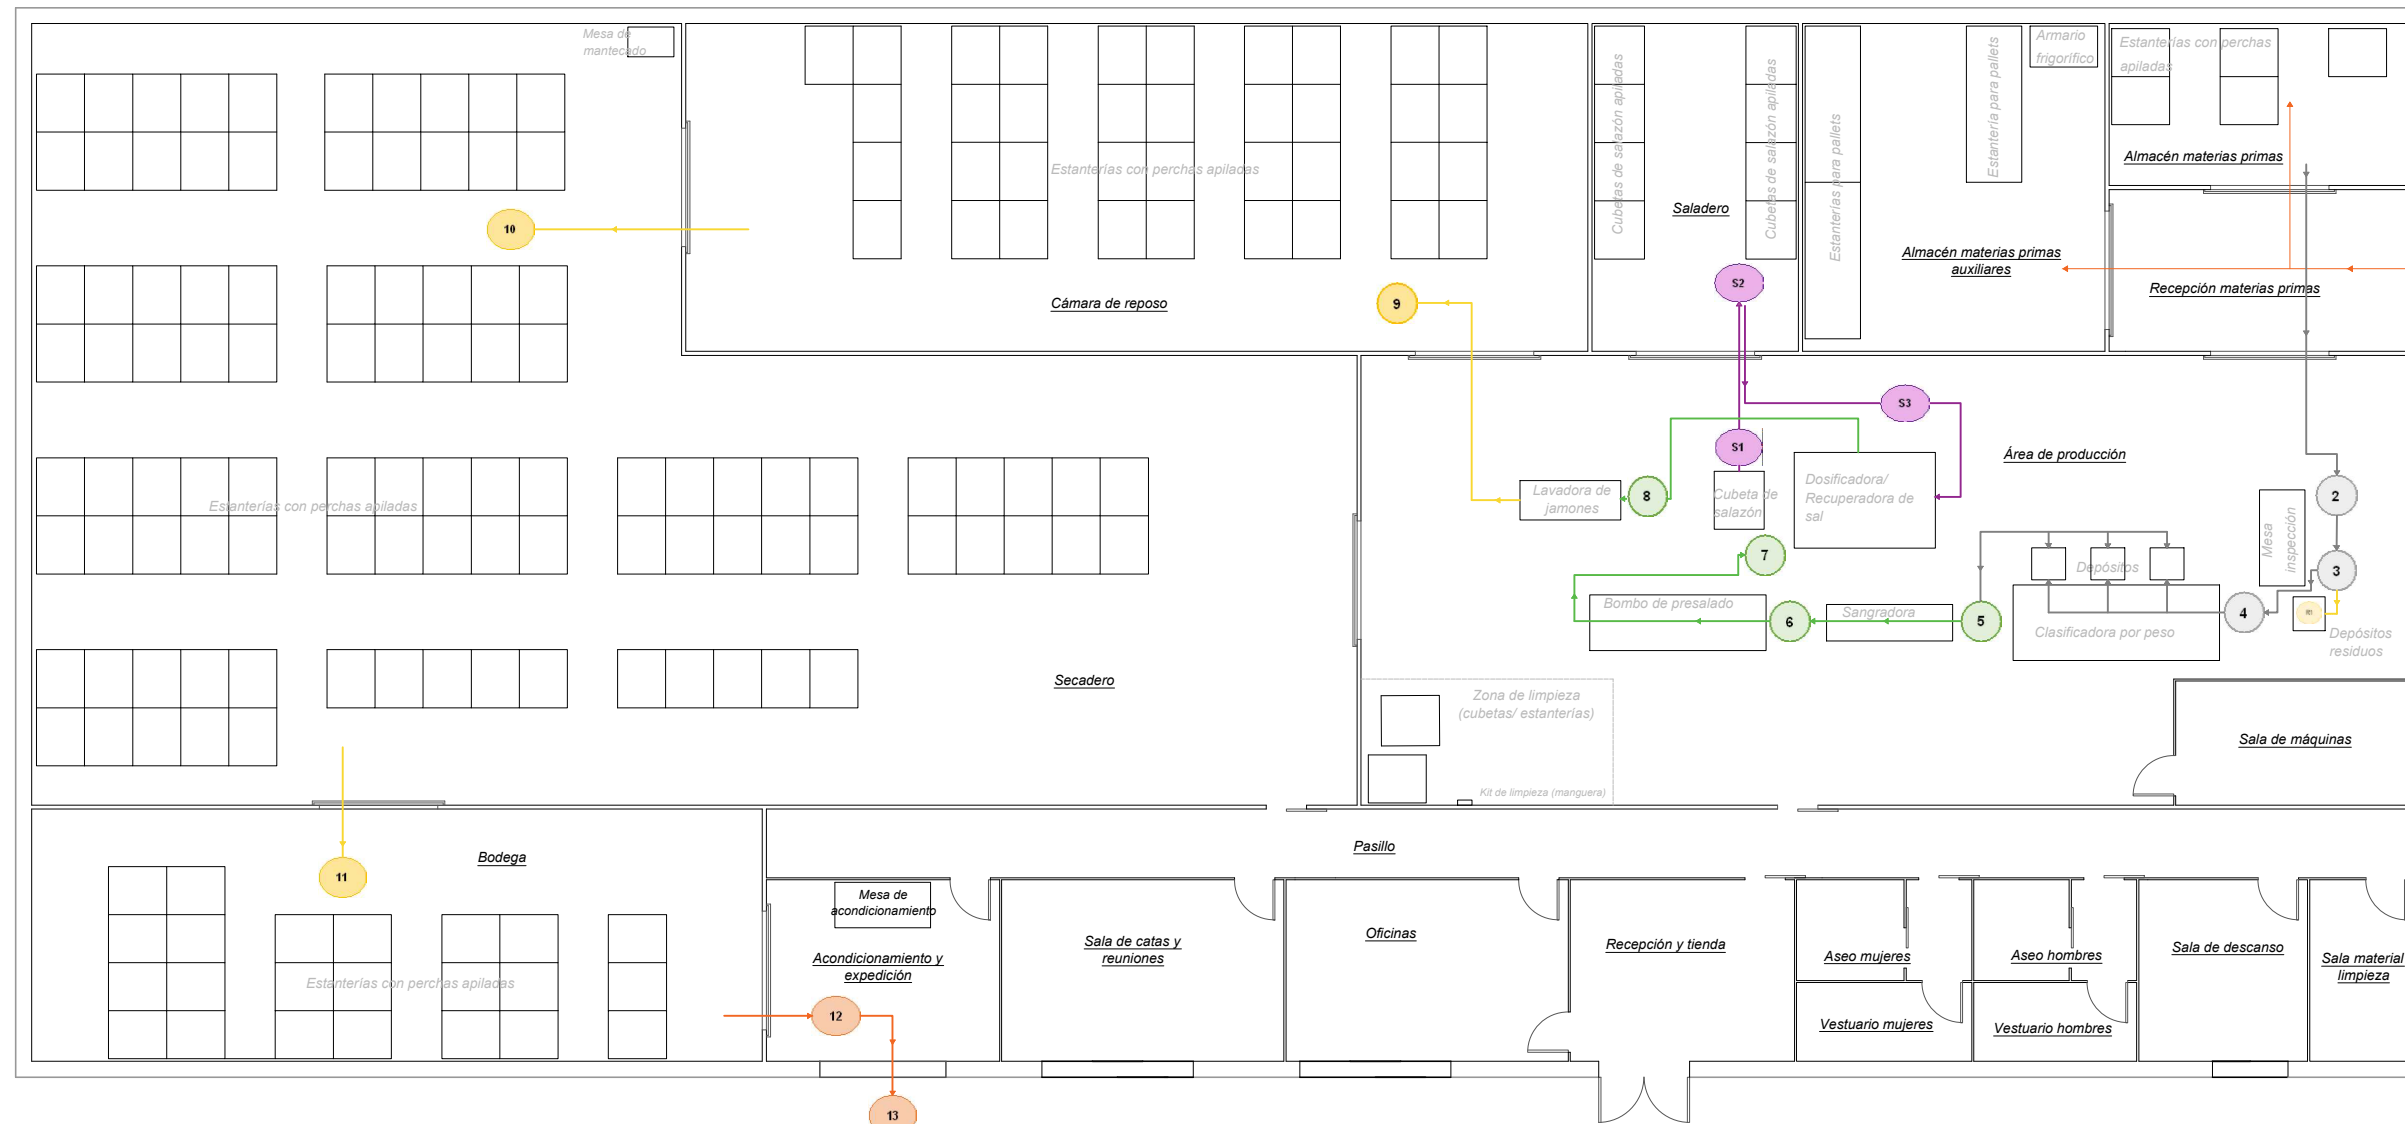 Mesa de
mantecado
Estanterías con perchas apiladas
Cámara de reposo
Cubetas de salazón apiladas
Cubetas de salazón apiladas
Saladero
Estanterías para pallets
Estantería para pallets
Armario
frigorífico
Almacén materias primas
auxiliares
Estanterías con perchas
apiladas
Almacén materias primas
Recepción materias primas
10
9
S2
S3
S1
Área de producción
Lavadora de
jamones
8
Cubeta de
salazón
Dosificadora/
Recuperadora de
sal
7
2
Mesa
inspección
3
Depósitos
Bombo de presalado
6
Sangradora
5
Clasificadora por peso
4
Depósitos
residuos
Estanterías con perchas apiladas
Secadero
Zona de limpieza
(cubetas/ estanterías)
Kit de limpieza (manguera)
Sala de máquinas
Bodega
11
Estanterías con perchas apiladas
Pasillo
Mesa de
acondicionamiento
Acondicionamiento y
expedición
12
13
Sala de catas y
reuniones
Oficinas
Recepción y tienda
Aseo mujeres
Vestuario mujeres
Aseo hombres
Vestuario hombres
Sala de descanso
Sala material
limpieza